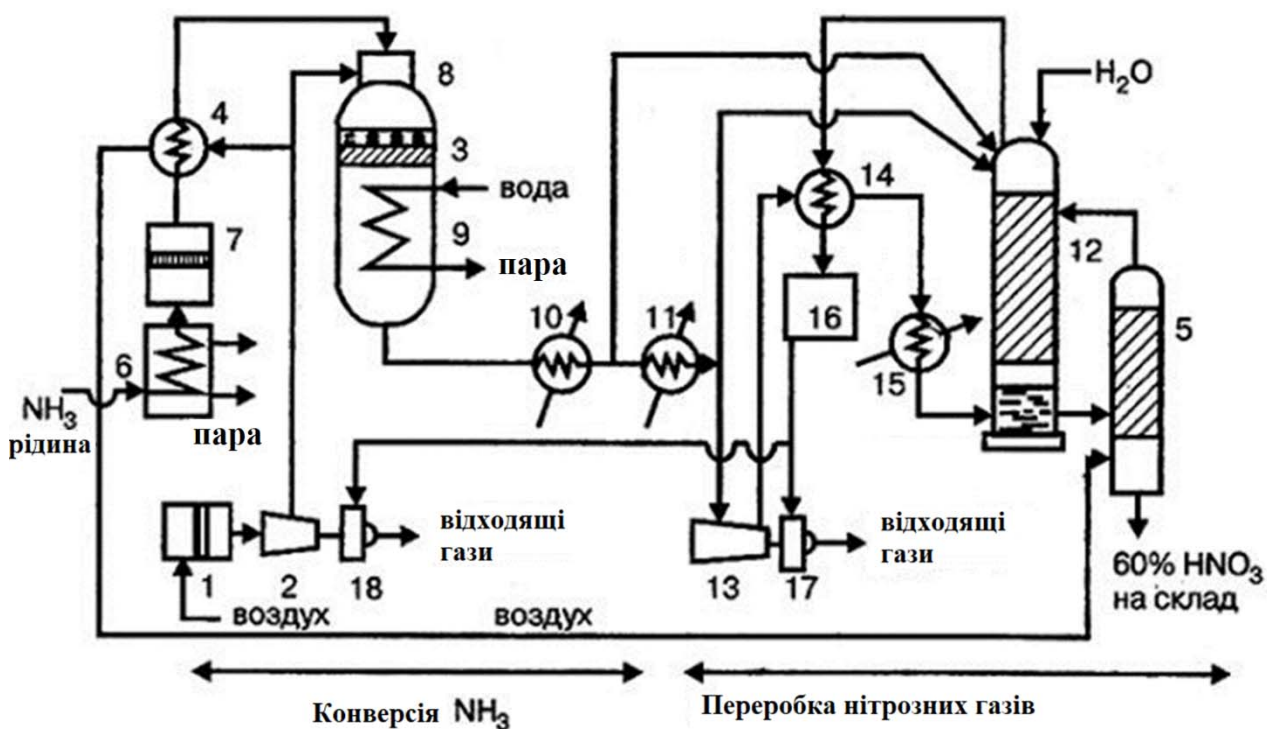 4
8
3
вода
9
пара
7
6
NH₃
рідина
пара
10
11
14
H₂O
12
5
16
15
відходящі
гази
1
2
18
воздух
воздух
13
17
відходящі
гази
60% HNO₃
на склад
Конверсія NH₃
Переробка нітрозних газів